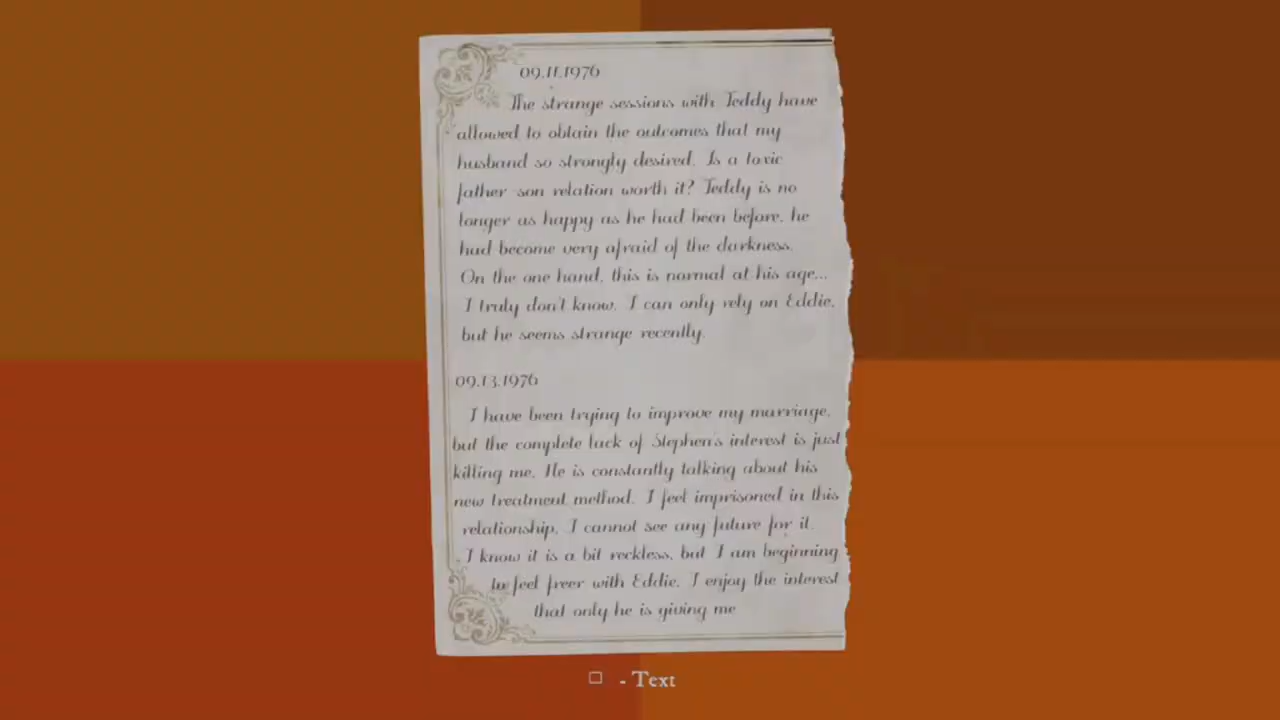 09.11.1976
The strange sessions with Teddy have
allowed to obtain the outcomes that my
husband so strongly desired. Is a toxic
father-son relation worth it? Teddy is no
longer as happy as he had been before, he
had become very afraid of the darkness.
On the one hand, this is normal at his age...
I truly don't know. I can only rely on Eddie,
but he seems strange recently.
09.13.1976
I have been trying to improve my marriage,
but the complete lack of Stephen's interest is just
killing me. He is constantly talking about his
new treatment method. I feel imprisoned in this
relationship, I cannot see any future for it.
I know it is a bit reckless, but I am beginning
to feel freer with Eddie. I enjoy the interest
that only he is giving me
□ - Text